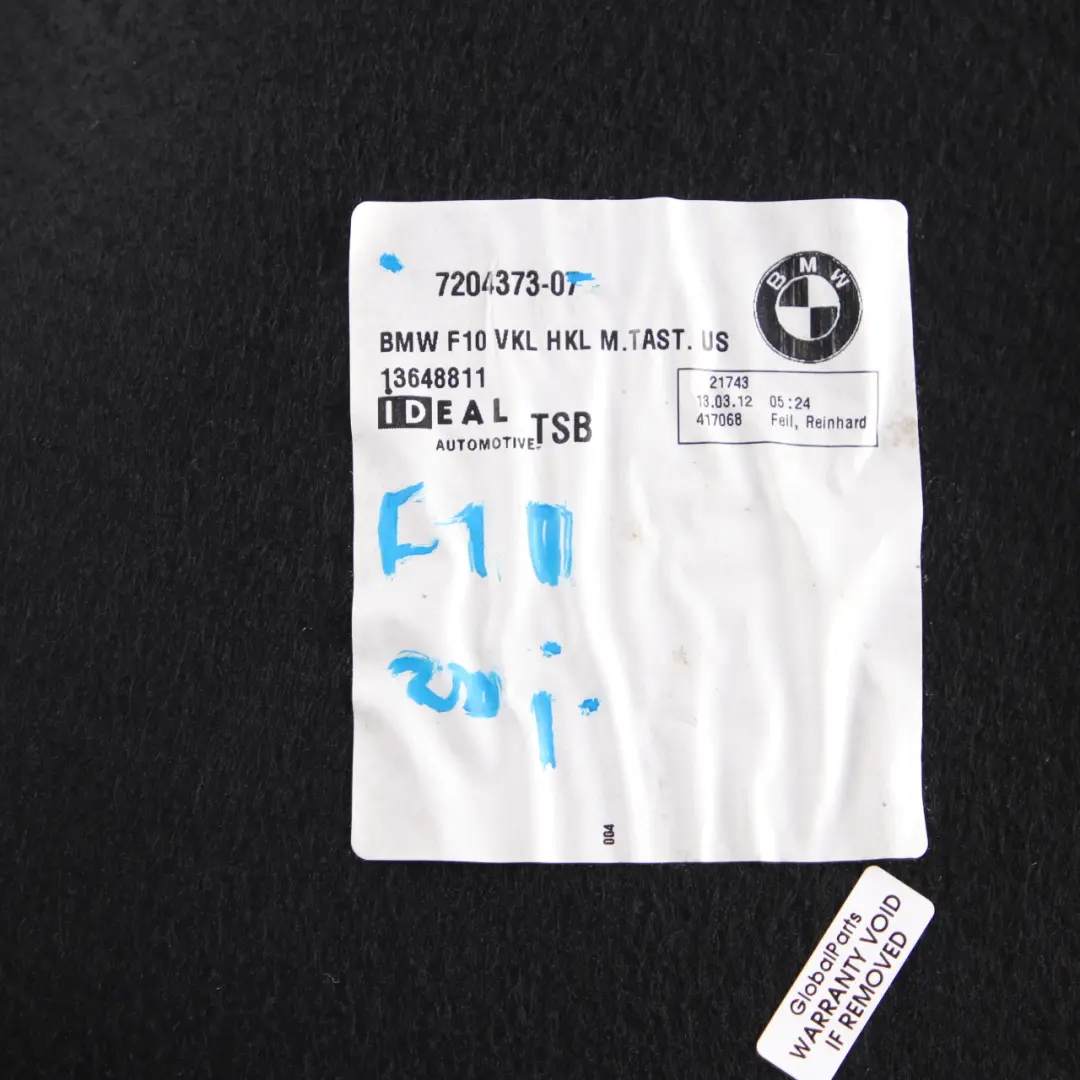 7204373-07
BMW
BMW F10 VKL HKL M.TAST. US
13648811
21743
13.03.12 05:24
417068 Feil, Reinhard
IDEAL
AUTOMOTIVE
TSB
F10
004
GlobalParts
WARRANTY VOID
IF REMOVED